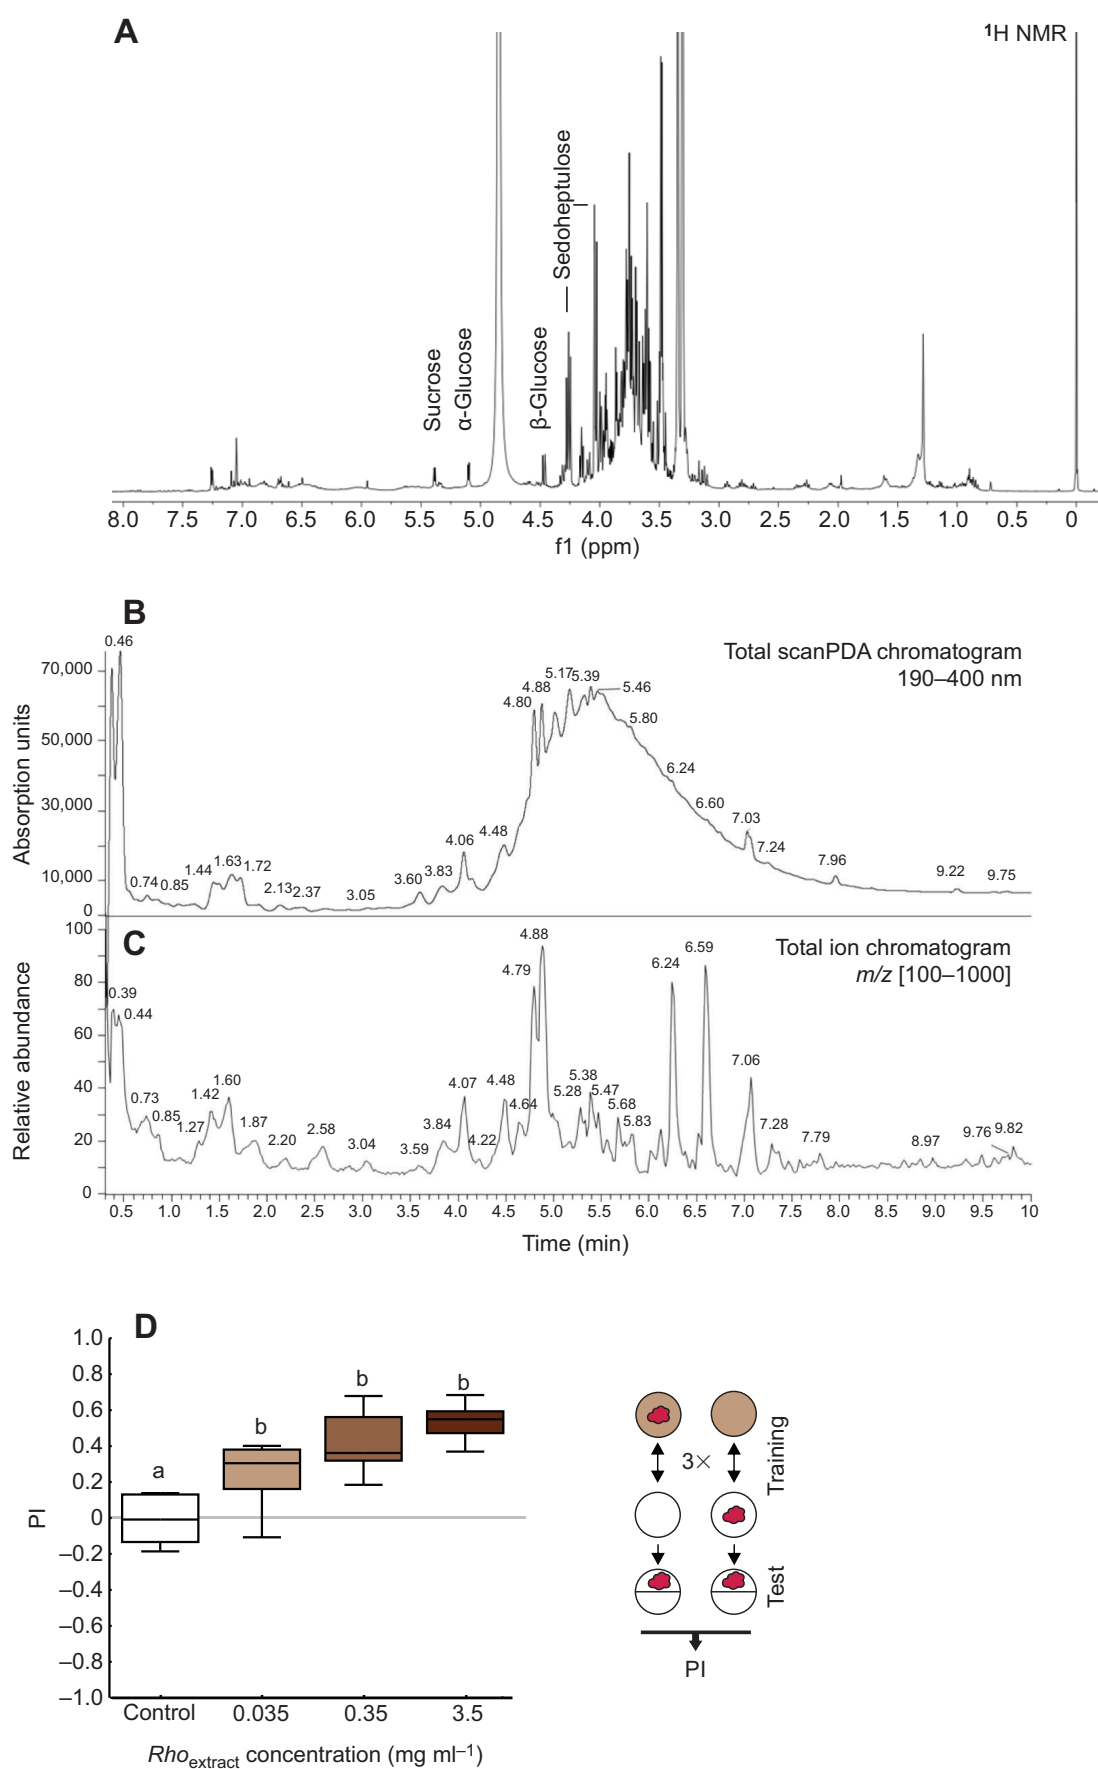 A
¹H NMR
Sucrose
α-Glucose
β-Glucose
Sedoheptulose
8.0 7.5 7.0 6.5 6.0 5.5 5.0 4.5 4.0 3.5 3.0 2.5 2.0 1.5 1.0 0.5 0
f1 (ppm)
B
Total scanPDA chromatogram
190–400 nm
Absorption units
70,000
50,000
30,000
10,000
0
0.46
0.74
0.85
1.44
1.63
1.72
2.13
2.37
3.05
3.60
3.83
4.06
4.48
4.80
4.88
5.17
5.39
5.46
5.80
6.24
6.60
7.03
7.24
7.96
9.22
9.75
C
Total ion chromatogram
m/z [100–1000]
Relative abundance
100
80
60
40
20
0
0.39
0.44
0.73
0.85
1.27
1.42
1.60
1.87
2.20
2.58
3.04
3.59
3.84
4.07
4.22
4.48
4.64
4.79
4.88
5.28
5.38
5.47
5.68
5.83
6.24
6.59
7.06
7.28
7.79
8.97
9.76
9.82
0.5 1.0 1.5 2.0 2.5 3.0 3.5 4.0 4.5 5.0 5.5 6.0 6.5 7.0 7.5 8.0 8.5 9.0 9.5 10
Time (min)
D
PI
1.0
0.8
0.6
0.4
0.2
0
–0.2
–0.4
–0.6
–0.8
–1.0
a
b
b
b
Control 0.035 0.35 3.5
Rhoextract concentration (mg ml⁻¹)
3×
Training
Test
PI